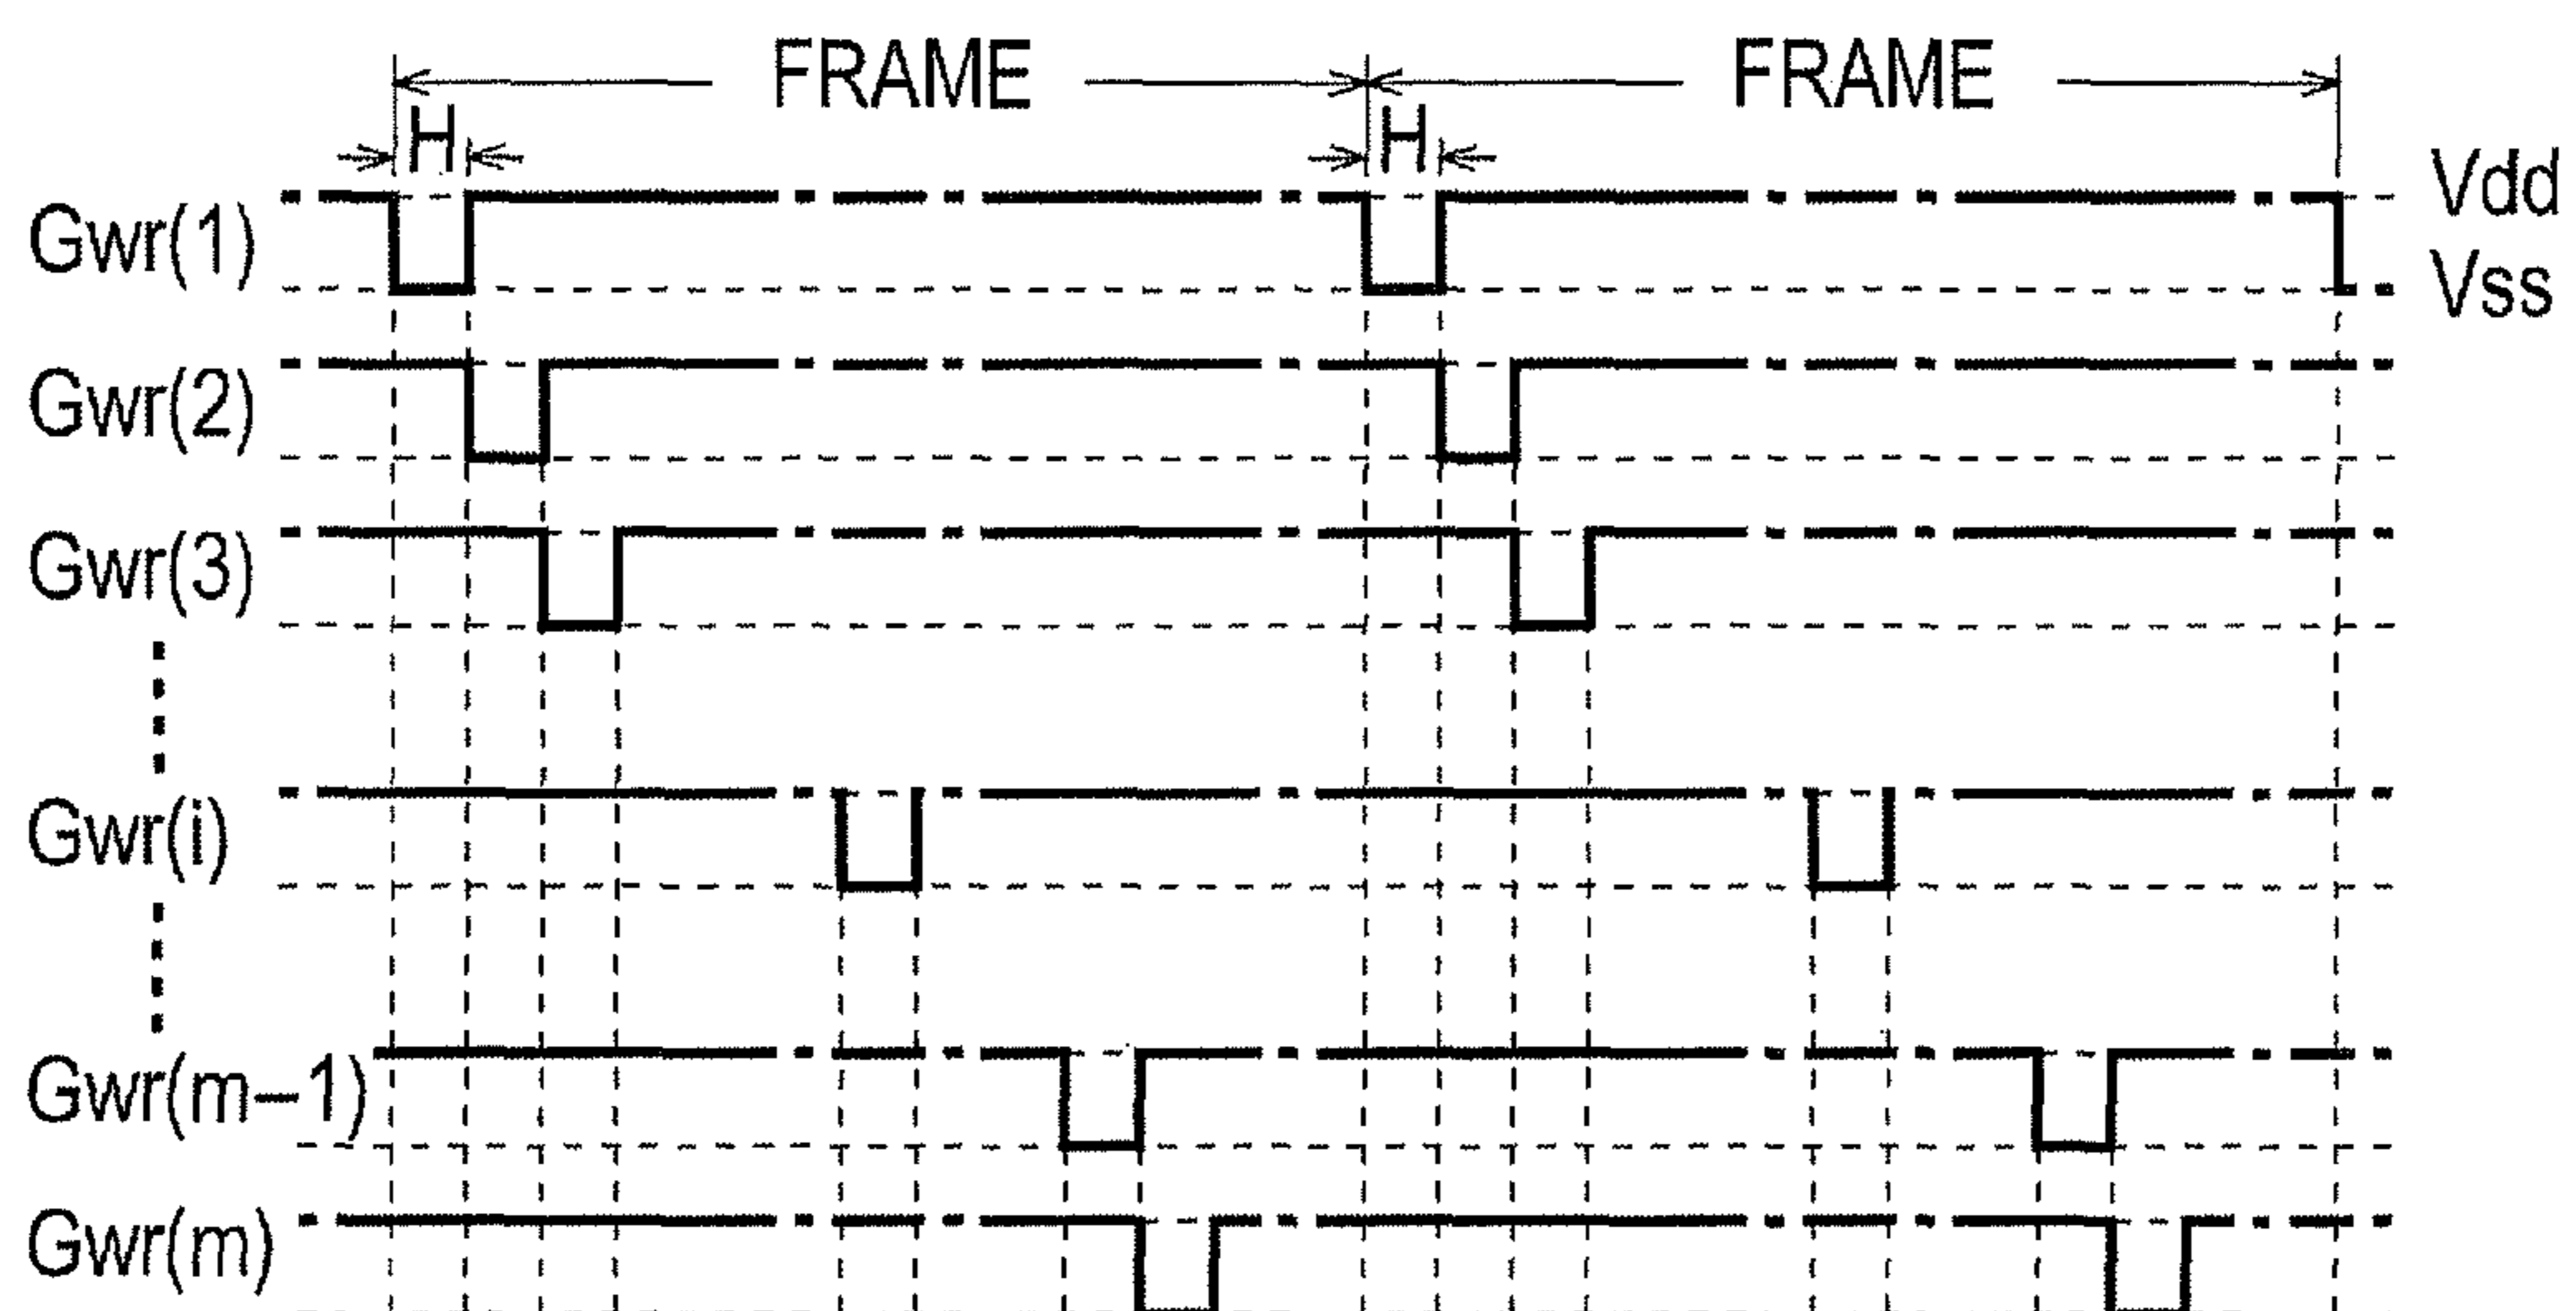 FRAME FRAME
H H
Vdd
Gwr(1)
Vss
Gwr(2)
Gwr(3)
Gwr(i)
Gwr(m–1)
Gwr(m)